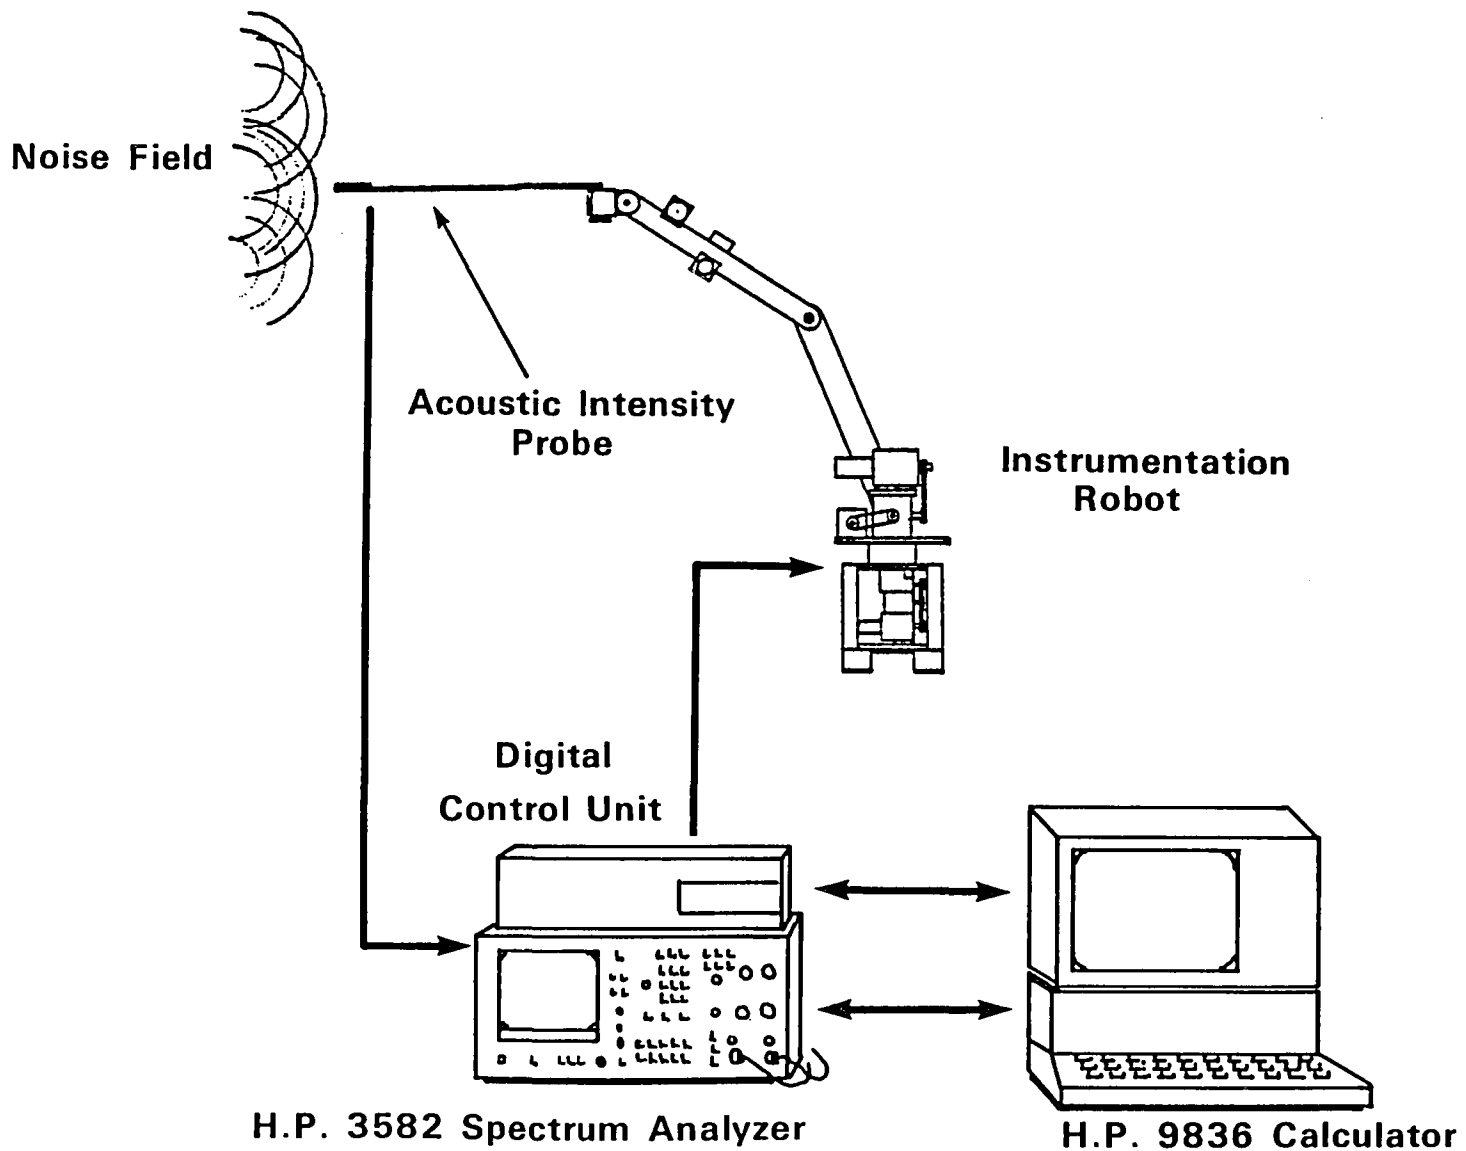 Noise Field
Acoustic Intensity
Probe
Instrumentation
Robot
Digital
Control Unit
H.P. 3582 Spectrum Analyzer
H.P. 9836 Calculator